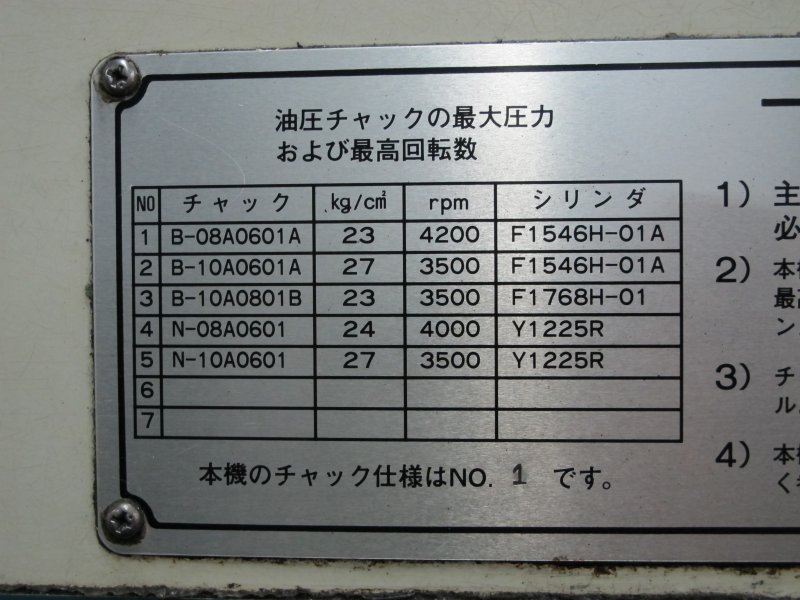 油圧チャックの最大圧力
および最高回転数
NO チャック kg/c㎡ rpm シリンダ
1 B-08A0601A 23 4200 F1546H-01A
2 B-10A0601A 27 3500 F1546H-01A
3 B-10A0801B 23 3500 F1768H-01
4 N-08A0601 24 4000 Y1225R
5 N-10A0601 27 3500 Y1225R
6
7
本機のチャック仕様はNO. 1 です。
1) 主
必
2) 本機
最高
ン
3) チ
ル
4) 本機
く